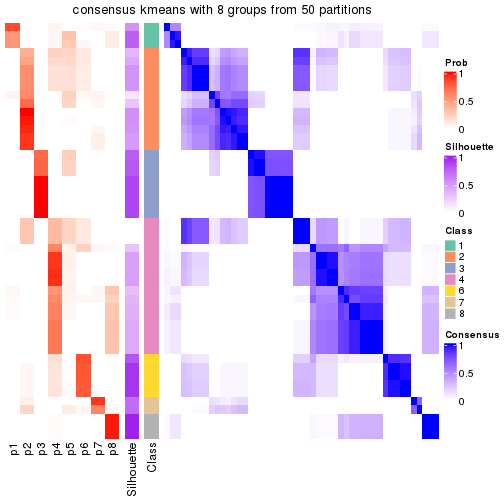 consensus kmeans with 8 groups from 50 partitions
Prob
1
0.5
0
Silhouette
1
0.5
0
Class
1
2
3
4
6
7
8
Consensus
1
0.5
0
p1
p2
p3
p4
p5
p6
p7
p8
Silhouette
Class